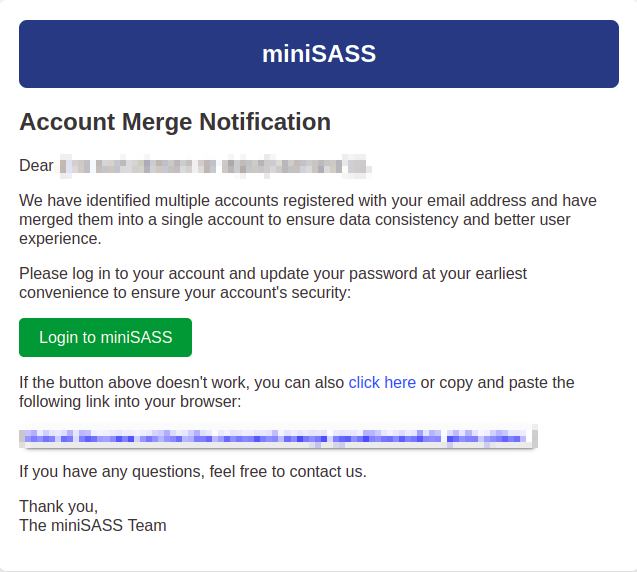 miniSASS
Account Merge Notification
Dear
We have identified multiple accounts registered with your email address and have
merged them into a single account to ensure data consistency and better user
experience.
Please log in to your account and update your password at your earliest
convenience to ensure your account's security:
Login to miniSASS
If the button above doesn't work, you can also click here or copy and paste the
following link into your browser:
If you have any questions, feel free to contact us.
Thank you,
The miniSASS Team